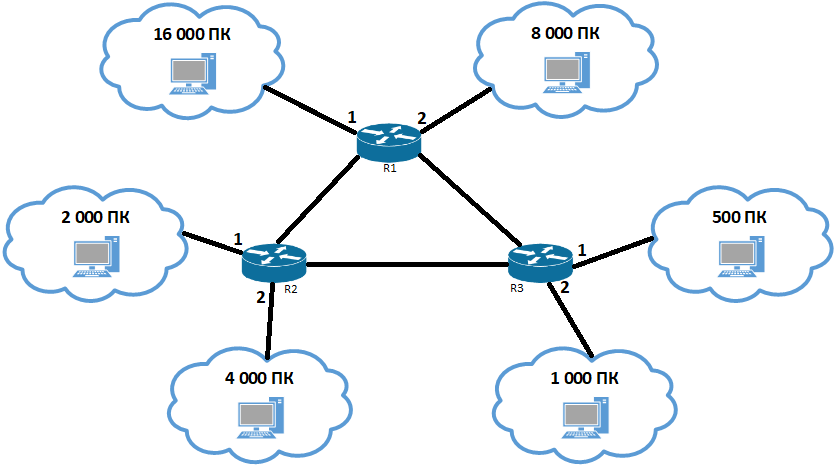 16 000 ПК
8 000 ПК
1
2
R1
2 000 ПК
500 ПК
1
1
R2
R3
2
2
4 000 ПК
1 000 ПК